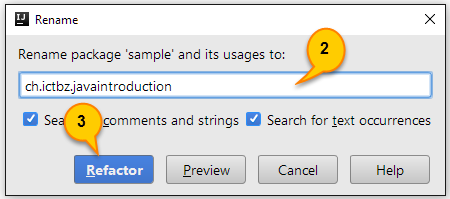 Rename
Rename package 'sample' and its usages to:
2
ch.ictbz.javaintroduction
3
comments and strings Search for text occurrences
Refactor Preview Cancel Help